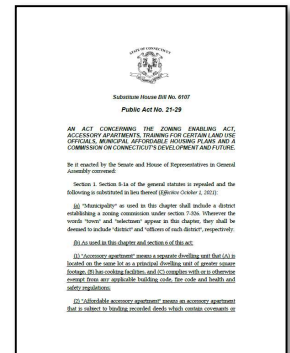 STATE OF CONNECTICUT
Substitute House Bill No. 6107
Public Act No. 21-29
AN ACT CONCERNING THE ZONING ENABLING ACT,
ACCESSORY APARTMENTS, TRAINING FOR CERTAIN LAND USE
OFFICIALS, MUNICIPAL AFFORDABLE HOUSING PLANS AND A
COMMISSION ON CONNECTICUT'S DEVELOPMENT AND FUTURE.
Be it enacted by the Senate and House of Representatives in General
Assembly convened:
Section 1. Section 8-1a of the general statutes is repealed and the
following is substituted in lieu thereof (Effective October 1, 2021):
(a) "Municipality" as used in this chapter shall include a district
establishing a zoning commission under section 7-326. Wherever the
words "town" and "selectmen" appear in this chapter, they shall be
deemed to include "district" and "officers of such district", respectively.
(b) As used in this chapter and section 6 of this act:
(1) "Accessory apartment" means a separate dwelling unit that (A) is
located on the same lot as a principal dwelling unit of greater square
footage, (B) has cooking facilities, and (C) complies with or is otherwise
exempt from any applicable building code, fire code and health and
safety regulations;
(2) "Affordable accessory apartment" means an accessory apartment
that is subject to binding recorded deeds which contain covenants or